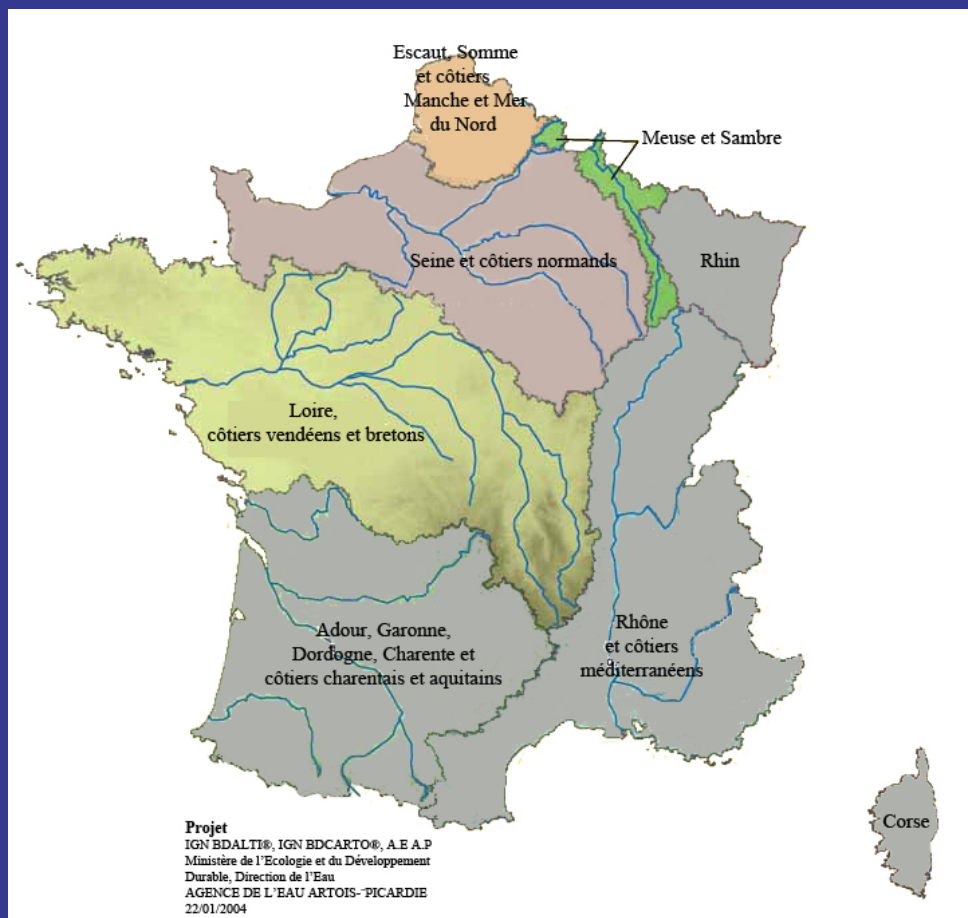 Escaut, Somme
et côtiers
Manche et Mer
du Nord
Meuse et Sambre
Seine et côtiers normands
Rhin
Loire,
côtiers vendéens et bretons
Adour, Garonne,
Dordogne, Charente et
côtiers charentais et aquitains
Rhône
et côtiers
méditerranéens
Corse
Projet
IGN BDALTI®, IGN BDCARTO®, A.E A.P
Ministère de l'Ecologie et du Développement
Durable, Direction de l'Eau
AGENCE DE L'EAU ARTOIS-¨PICARDIE
22/01/2004